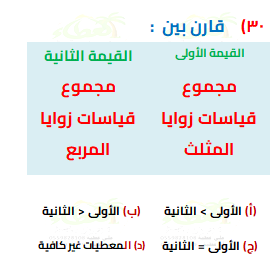 ٣٠) قارن بين :
القيمة الأولى القيمة الثانية
مجموع مجموع
قياسات زوايا قياسات زوايا
المثلث المربع
(أ) الأولى > الثانية (ب) الأولى < الثانية
(ج) الأولى = الثانية (د) المعطيات غير كافية